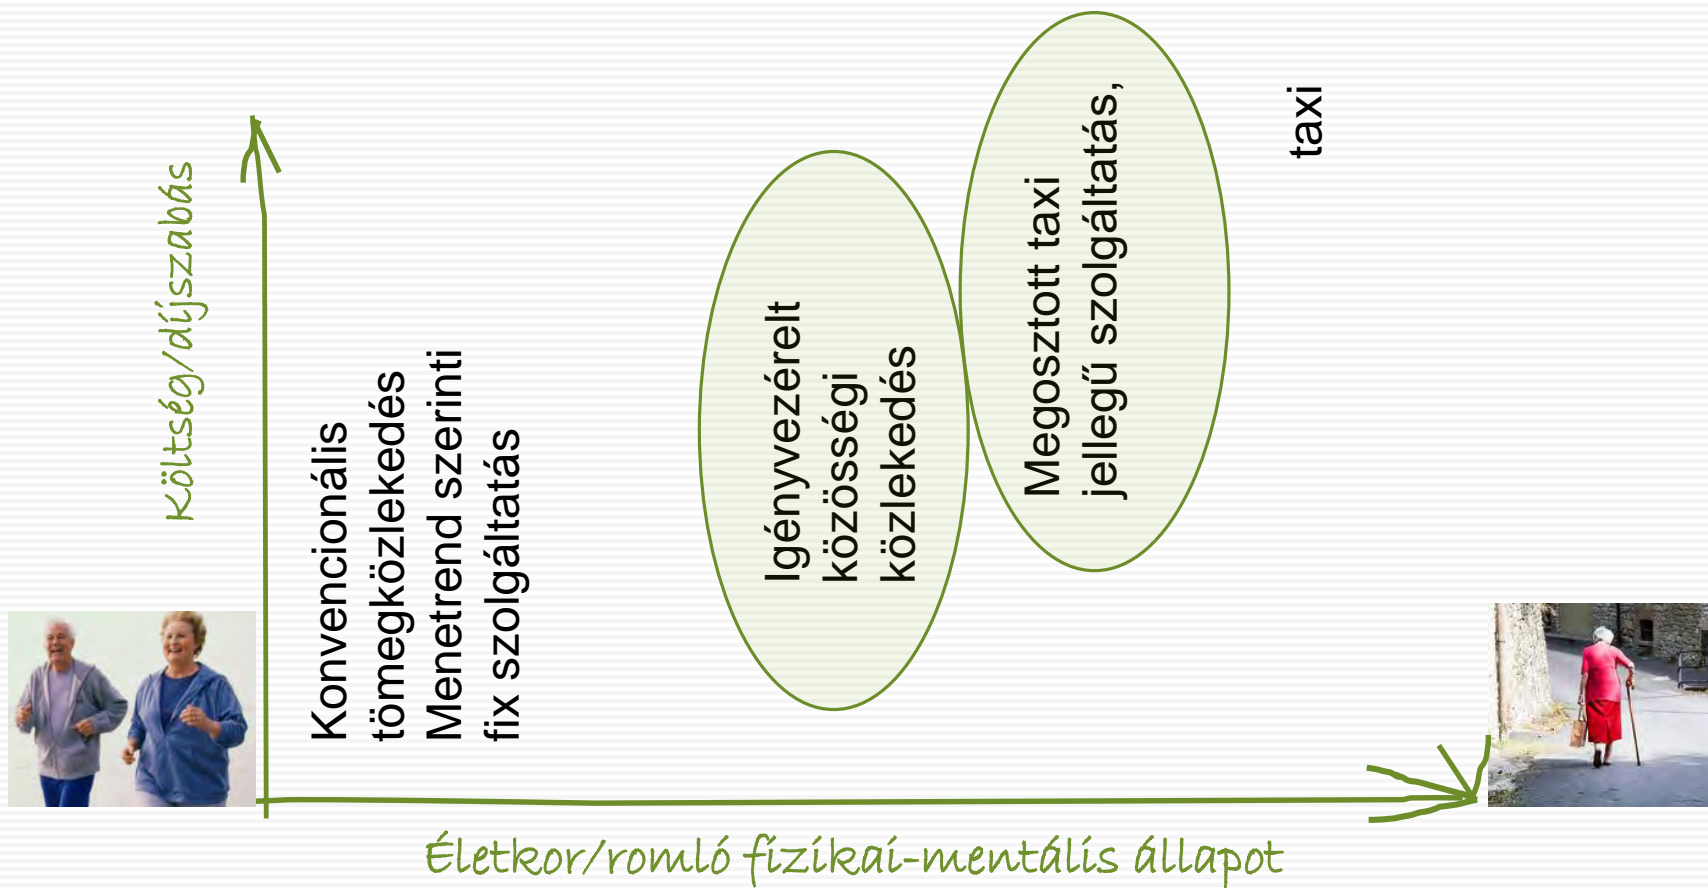 Költség/díjszabás
Konvencionális
tömegközlekedés
Menetrend szerinti
fix szolgáltatás
Igényvezérelt
közösségi
közlekedés
Megosztott taxi
jellegű szolgáltatás,
taxi
Életkor/romló fizikai-mentális állapot